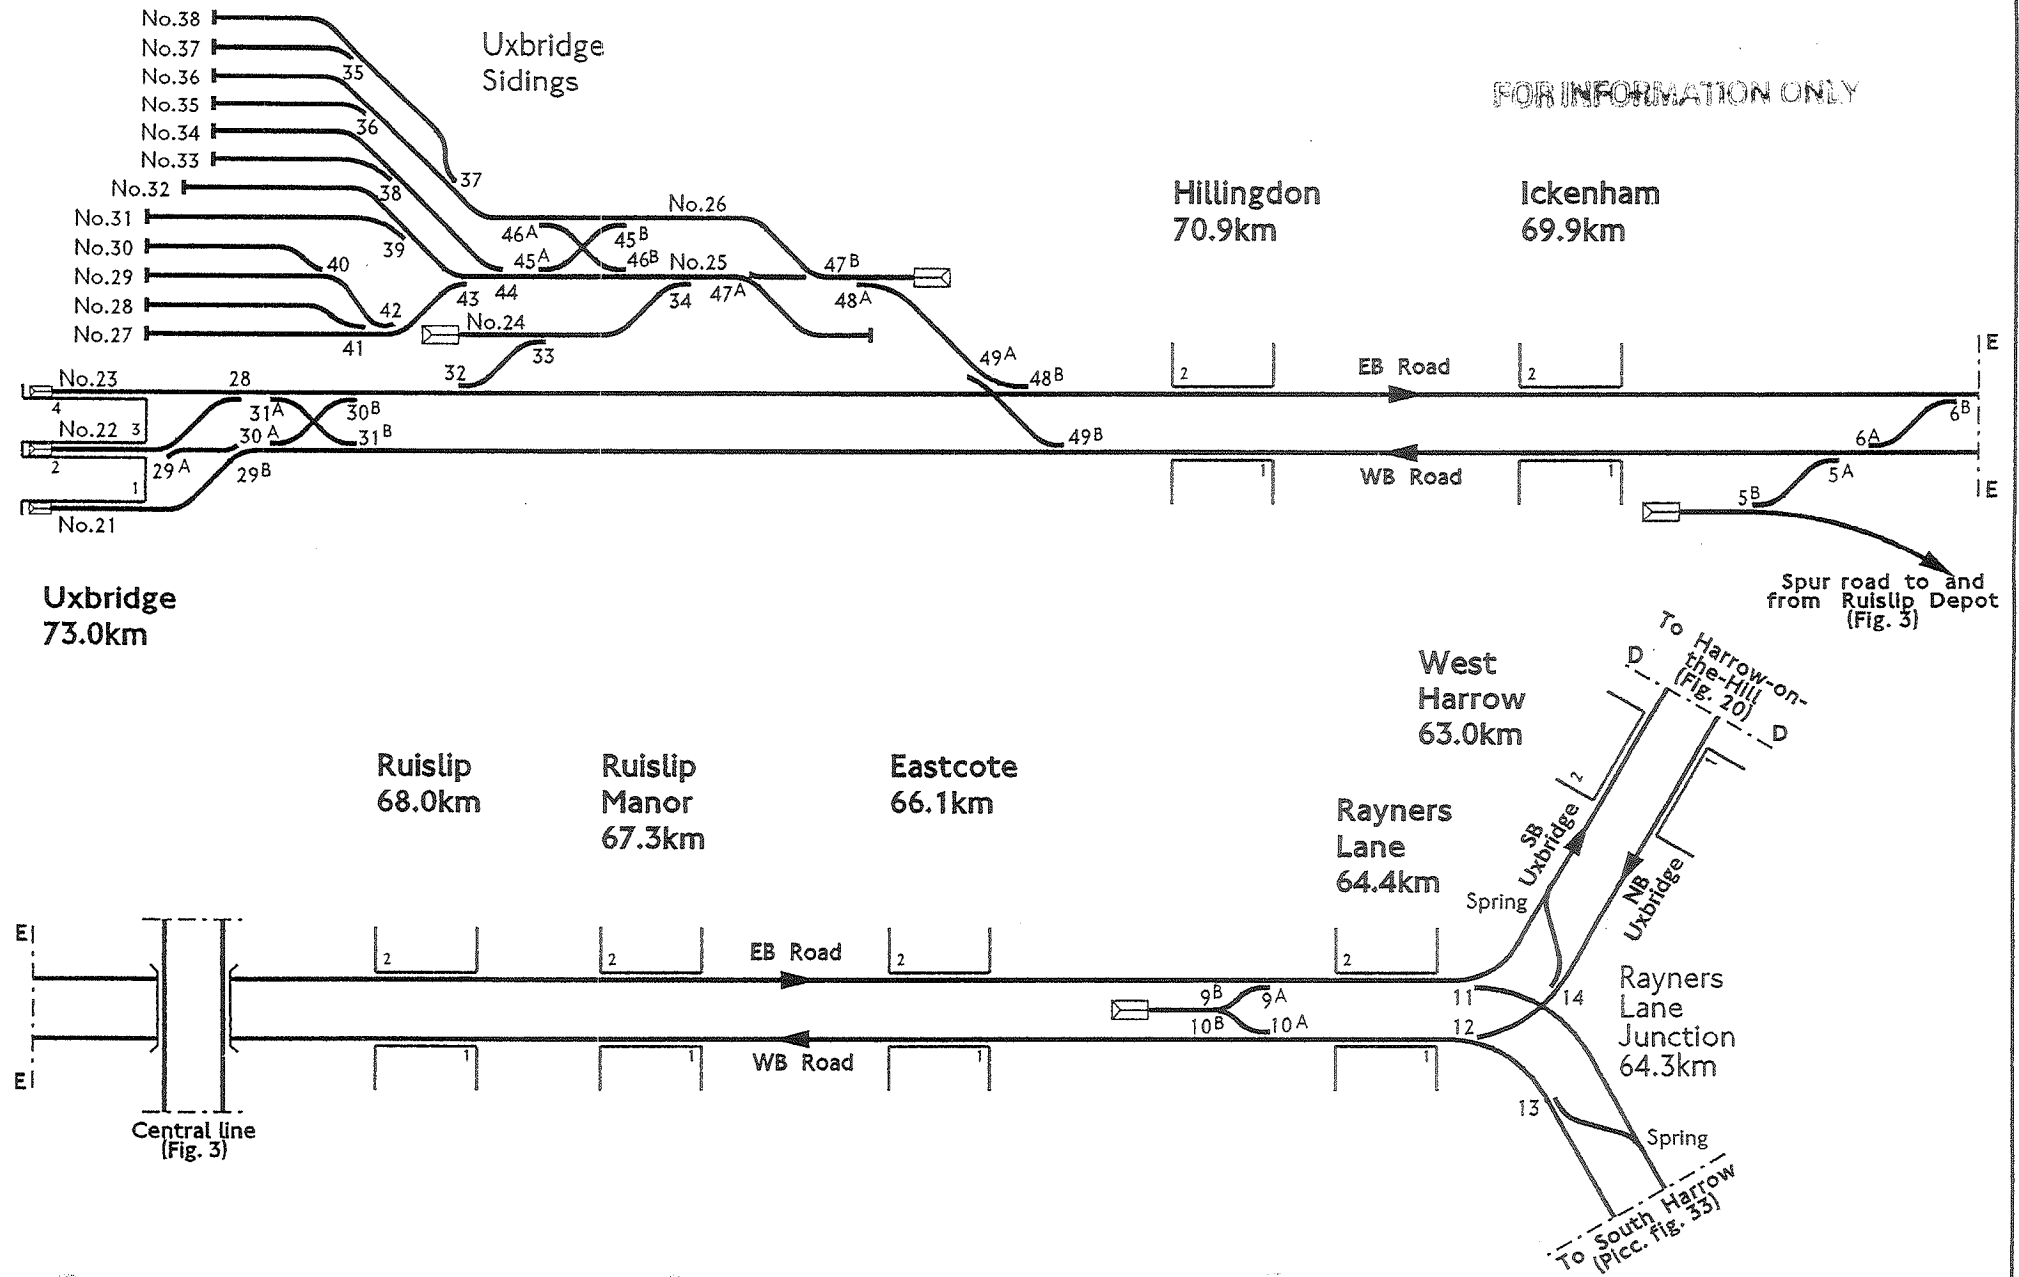 No.38
No.37
No.36
No.35
No.34
No.33
No.32
No.31
No.30
No.29
No.28
No.27
35
36
37
38
39
40
41
42
43
44
Uxbridge
Sidings
FOR INFORMATION ONLY
No.26
46A
45B
45A
46B
No.25
47B
34
47A
48A
No.24
33
32
49A
48B
49B
Hillingdon
70.9km
Ickenham
69.9km
2
2
EB Road
E
No.23
28
4
31A
30B
No.22
3
30A
31B
2
29A
29B
1
No.21
6B
6A
1
1
WB Road
E
5A
5B
Spur road to and
from Ruislip Depot
(Fig. 3)
Uxbridge
73.0km
To Harrow-on-
the-Hill
(Fig. 20)
D
D
West
Harrow
63.0km
2
1
SB
Uxbridge
NB
Uxbridge
Ruislip
68.0km
Ruislip
Manor
67.3km
Eastcote
66.1km
Rayners
Lane
64.4km
Spring
E
2
2
EB Road
2
2
9B
9A
10B
10A
11
14
12
Rayners
Lane
Junction
64.3km
E
1
1
WB Road
1
1
13
Spring
Central line
(Fig. 3)
To South Harrow
(Picc. fig. 33)